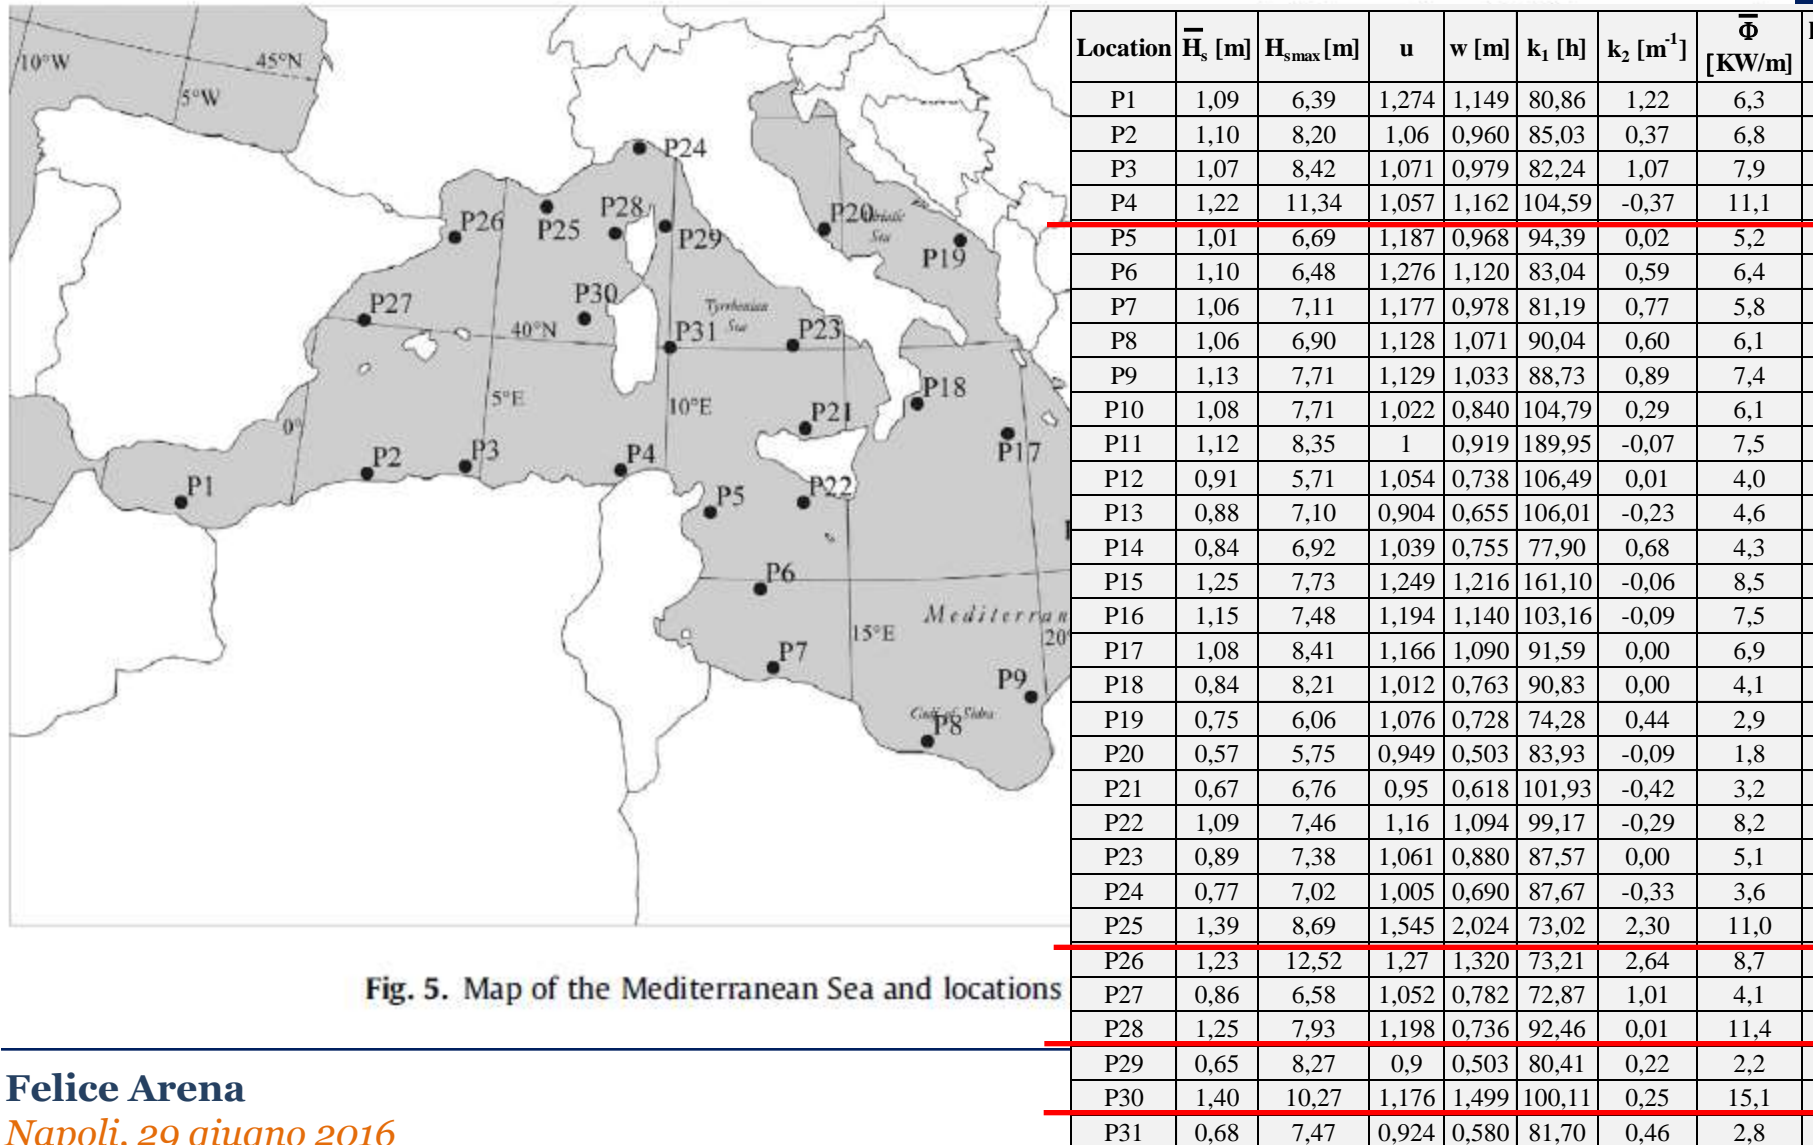 10°W
45°N
5°W
P24
P26
P25
P28
P29
P20
Adriatic
Sea
P19
P27
P30
Tyrrhenian
Sea
40°N
P31
P23
5°E
10°E
P18
0°
P21
P17
P2
P3
P4
P1
P5
P22
P6
Mediterran
15°E
20°
P7
P9
Gulf of Sidra
P8
Fig. 5. Map of the Mediterranean Sea and locations
Felice Arena
Napoli, 29 giugno 2016
Location H̅s [m] Hsmax [m] u w [m] k1 [h] k2 [m-1] Φ̅ [KW/m]
P1 1,09 6,39 1,274 1,149 80,86 1,22 6,3
P2 1,10 8,20 1,06 0,960 85,03 0,37 6,8
P3 1,07 8,42 1,071 0,979 82,24 1,07 7,9
P4 1,22 11,34 1,057 1,162 104,59 -0,37 11,1
P5 1,01 6,69 1,187 0,968 94,39 0,02 5,2
P6 1,10 6,48 1,276 1,120 83,04 0,59 6,4
P7 1,06 7,11 1,177 0,978 81,19 0,77 5,8
P8 1,06 6,90 1,128 1,071 90,04 0,60 6,1
P9 1,13 7,71 1,129 1,033 88,73 0,89 7,4
P10 1,08 7,71 1,022 0,840 104,79 0,29 6,1
P11 1,12 8,35 1 0,919 189,95 -0,07 7,5
P12 0,91 5,71 1,054 0,738 106,49 0,01 4,0
P13 0,88 7,10 0,904 0,655 106,01 -0,23 4,6
P14 0,84 6,92 1,039 0,755 77,90 0,68 4,3
P15 1,25 7,73 1,249 1,216 161,10 -0,06 8,5
P16 1,15 7,48 1,194 1,140 103,16 -0,09 7,5
P17 1,08 8,41 1,166 1,090 91,59 0,00 6,9
P18 0,84 8,21 1,012 0,763 90,83 0,00 4,1
P19 0,75 6,06 1,076 0,728 74,28 0,44 2,9
P20 0,57 5,75 0,949 0,503 83,93 -0,09 1,8
P21 0,67 6,76 0,95 0,618 101,93 -0,42 3,2
P22 1,09 7,46 1,16 1,094 99,17 -0,29 8,2
P23 0,89 7,38 1,061 0,880 87,57 0,00 5,1
P24 0,77 7,02 1,005 0,690 87,67 -0,33 3,6
P25 1,39 8,69 1,545 2,024 73,02 2,30 11,0
P26 1,23 12,52 1,27 1,320 73,21 2,64 8,7
P27 0,86 6,58 1,052 0,782 72,87 1,01 4,1
P28 1,25 7,93 1,198 0,736 92,46 0,01 11,4
P29 0,65 8,27 0,9 0,503 80,41 0,22 2,2
P30 1,40 10,27 1,176 1,499 100,11 0,25 15,1
P31 0,68 7,47 0,924 0,580 81,70 0,46 2,8